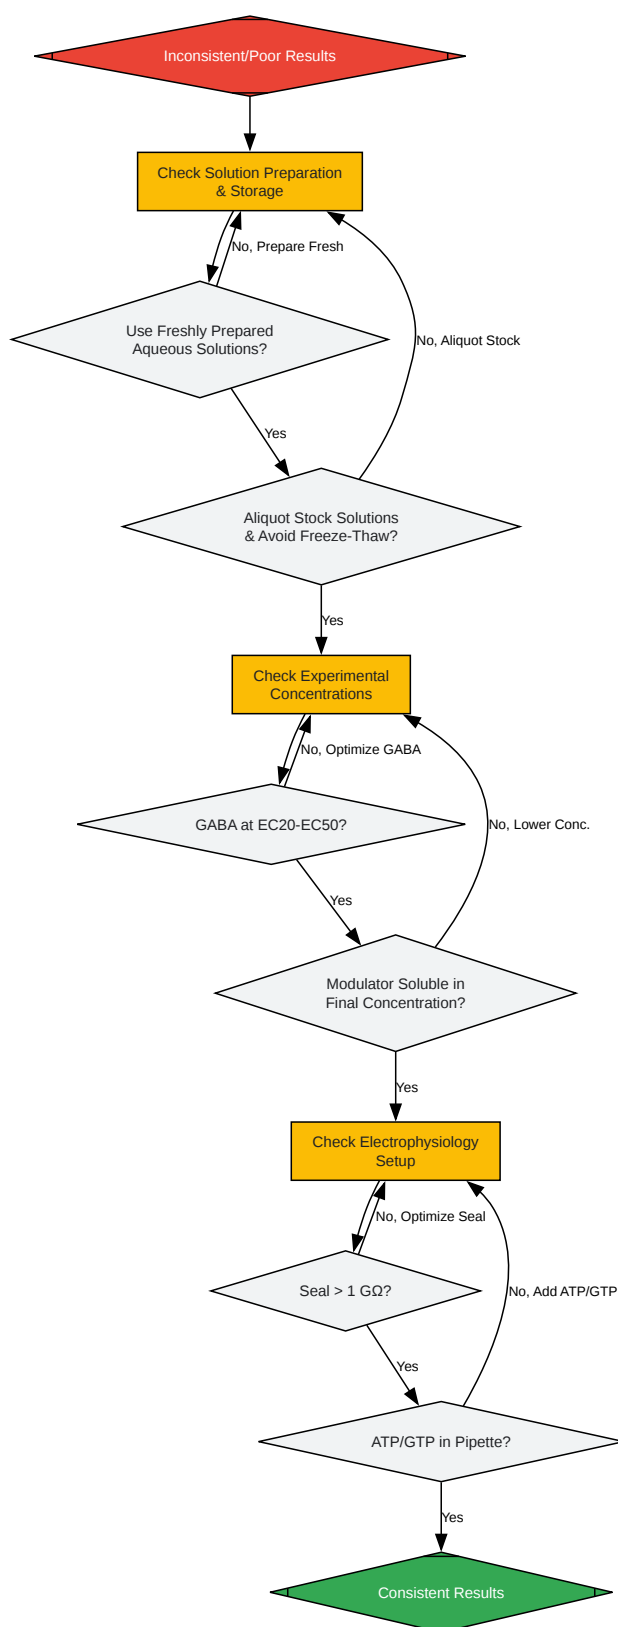 Inconsistent/Poor Results
Check Solution Preparation
& Storage
No, Prepare Fresh
Use Freshly Prepared
Aqueous Solutions?
No, Aliquot Stock
Yes
Aliquot Stock Solutions
& Avoid Freeze-Thaw?
Yes
Check Experimental
Concentrations
No, Optimize GABA
GABA at EC20-EC50?
No, Lower Conc.
Yes
Modulator Soluble in
Final Concentration?
Yes
Check Electrophysiology
Setup
No, Optimize Seal
Seal > 1 GΩ?
No, Add ATP/GTP
Yes
ATP/GTP in Pipette?
Yes
Consistent Results